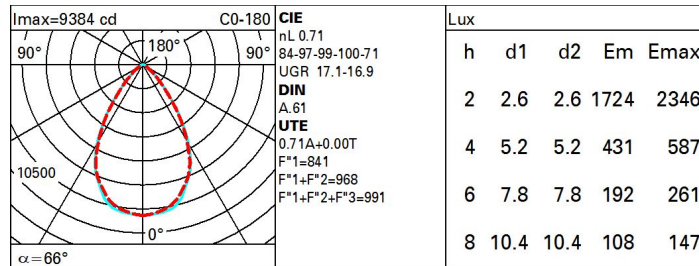 Imax=9384 cd C0-180
90° 180° 90°
10500
0°
α=66°
CIE
nL 0.71
84-97-99-100-71
UGR 17.1-16.9
DIN
A.61
UTE
0.71A+0.00T
F"1=841
F"1+F"2=968
F"1+F"2+F"3=991
Lux
h d1 d2 Em Emax
2 2.6 2.6 1724 2346
4 5.2 5.2 431 587
6 7.8 7.8 192 261
8 10.4 10.4 108 147